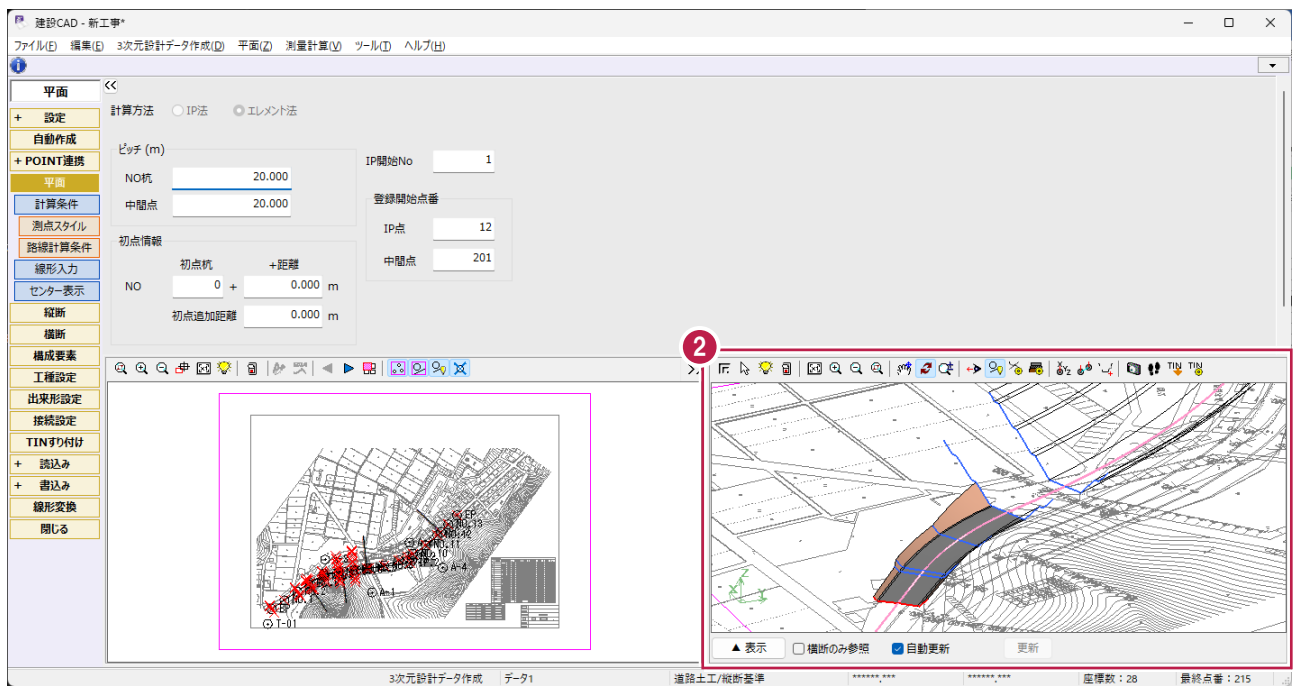 建設CAD - 新工事*
ファイル(F) 編集(E) 3次元設計データ作成(D) 平面(Z) 測量計算(V) ツール(T) ヘルプ(H)
平面
+ 設定
自動作成
+ POINT連携
平面
計算条件
測点スタイル
路線計算条件
線形入力
センター表示
縦断
横断
構成要素
工種設定
出来形設定
接続設定
TINすり付け
+ 読込み
+ 書込み
線形変換
閉じる
計算方法 IP法 エレメント法
ピッチ (m)
NO杭 20.000
中間点 20.000
IP開始No 1
登録開始点番
IP点 12
中間点 201
初点情報
初点杭 +距離
NO 0 + 0.000 m
初点追加距離 0.000 m
2
TIN TIN
EP
NO.13
NO.12
NO.11
NO.10
A-4
A-1
T-01
▲ 表示 横断のみ参照 自動更新 更新
3次元設計データ作成 データ1 道路土工/縦断基準 ******.*** ******.*** 座標数：28 最終点番：215